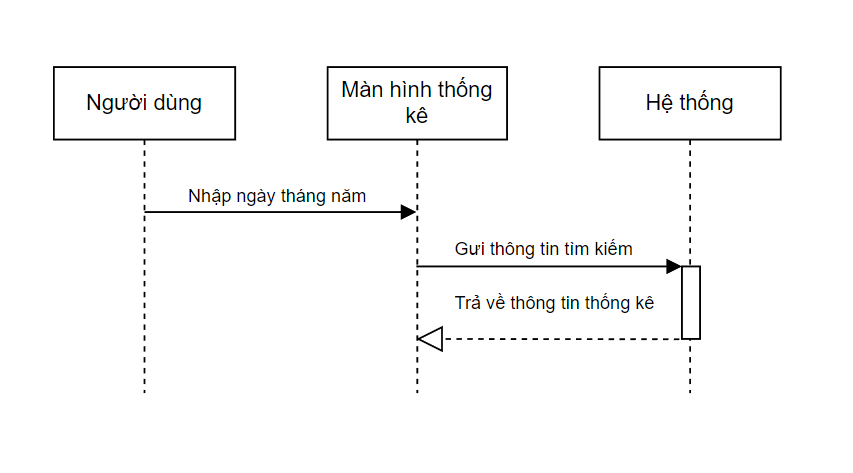 Người dùng
Màn hình thống
kê
Hệ thống
Nhập ngày tháng năm
Gưi thông tin tìm kiếm
Trả về thông tin thống kê